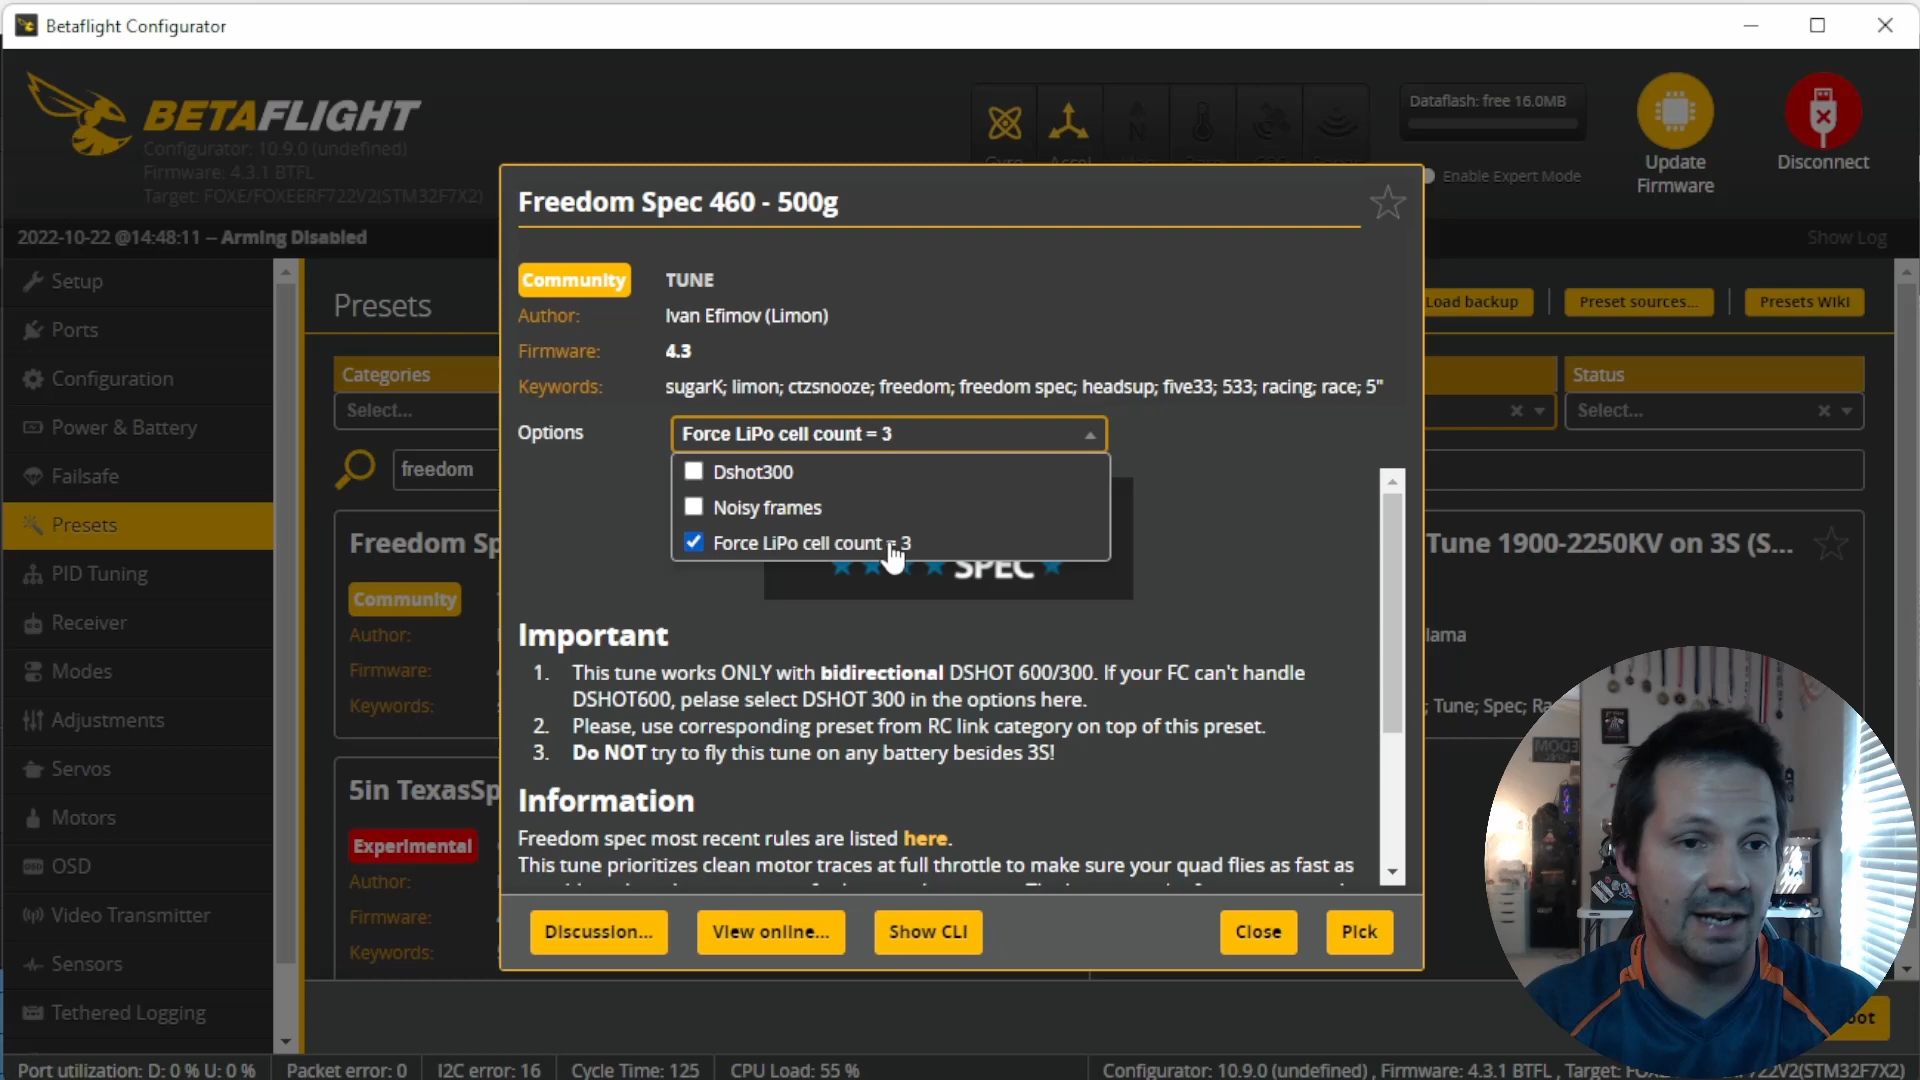 Betaflight Configurator
BETAFLIGHT
Configurator: 10.9.0 (undefined)
Firmware: 4.3.1 BTFL
Target: FOXE/FOXEERF722V2(STM32F7X2)
Dataflash: free 16.0MB
Enable Expert Mode
Update
Firmware
Disconnect
2022-10-22 @14:48:11 -- Arming Disabled
Show Log
Setup
Ports
Configuration
Power & Battery
Failsafe
Presets
PID Tuning
Receiver
Modes
Adjustments
Servos
Motors
OSD
Video Transmitter
Sensors
Tethered Logging
Presets
Load backup
Preset sources...
Presets Wiki
Categories
Select...
Status
Select...
freedom
Freedom Sp
Community
Author:
Firmware:
Keywords:
5in TexasSp
Experimental
Author:
Firmware:
Keywords:
Tune 1900-2250KV on 3S (S...
lama
; Tune; Spec; Ra
Freedom Spec 460 - 500g
Community TUNE
Author: Ivan Efimov (Limon)
Firmware: 4.3
Keywords: sugarK; limon; ctzsnooze; freedom; freedom spec; headsup; five33; 533; racing; race; 5"
Options Force LiPo cell count = 3
Dshot300
Noisy frames
Force LiPo cell count = 3
SPEC
Important
1. This tune works ONLY with bidirectional DSHOT 600/300. If your FC can't handle
DSHOT600, pelase select DSHOT 300 in the options here.
2. Please, use corresponding preset from RC link category on top of this preset.
3. Do NOT try to fly this tune on any battery besides 3S!
Information
Freedom spec most recent rules are listed here.
This tune prioritizes clean motor traces at full throttle to make sure your quad flies as fast as
Discussion...
View online...
Show CLI
Close
Pick
oot
Port utilization: D: 0 % U: 0 %
Packet error: 0
I2C error: 16
Cycle Time: 125
CPU Load: 55 %
Configurator: 10.9.0 (undefined) , Firmware: 4.3.1 BTFL , Target: F
22V2(STM32F7X2)